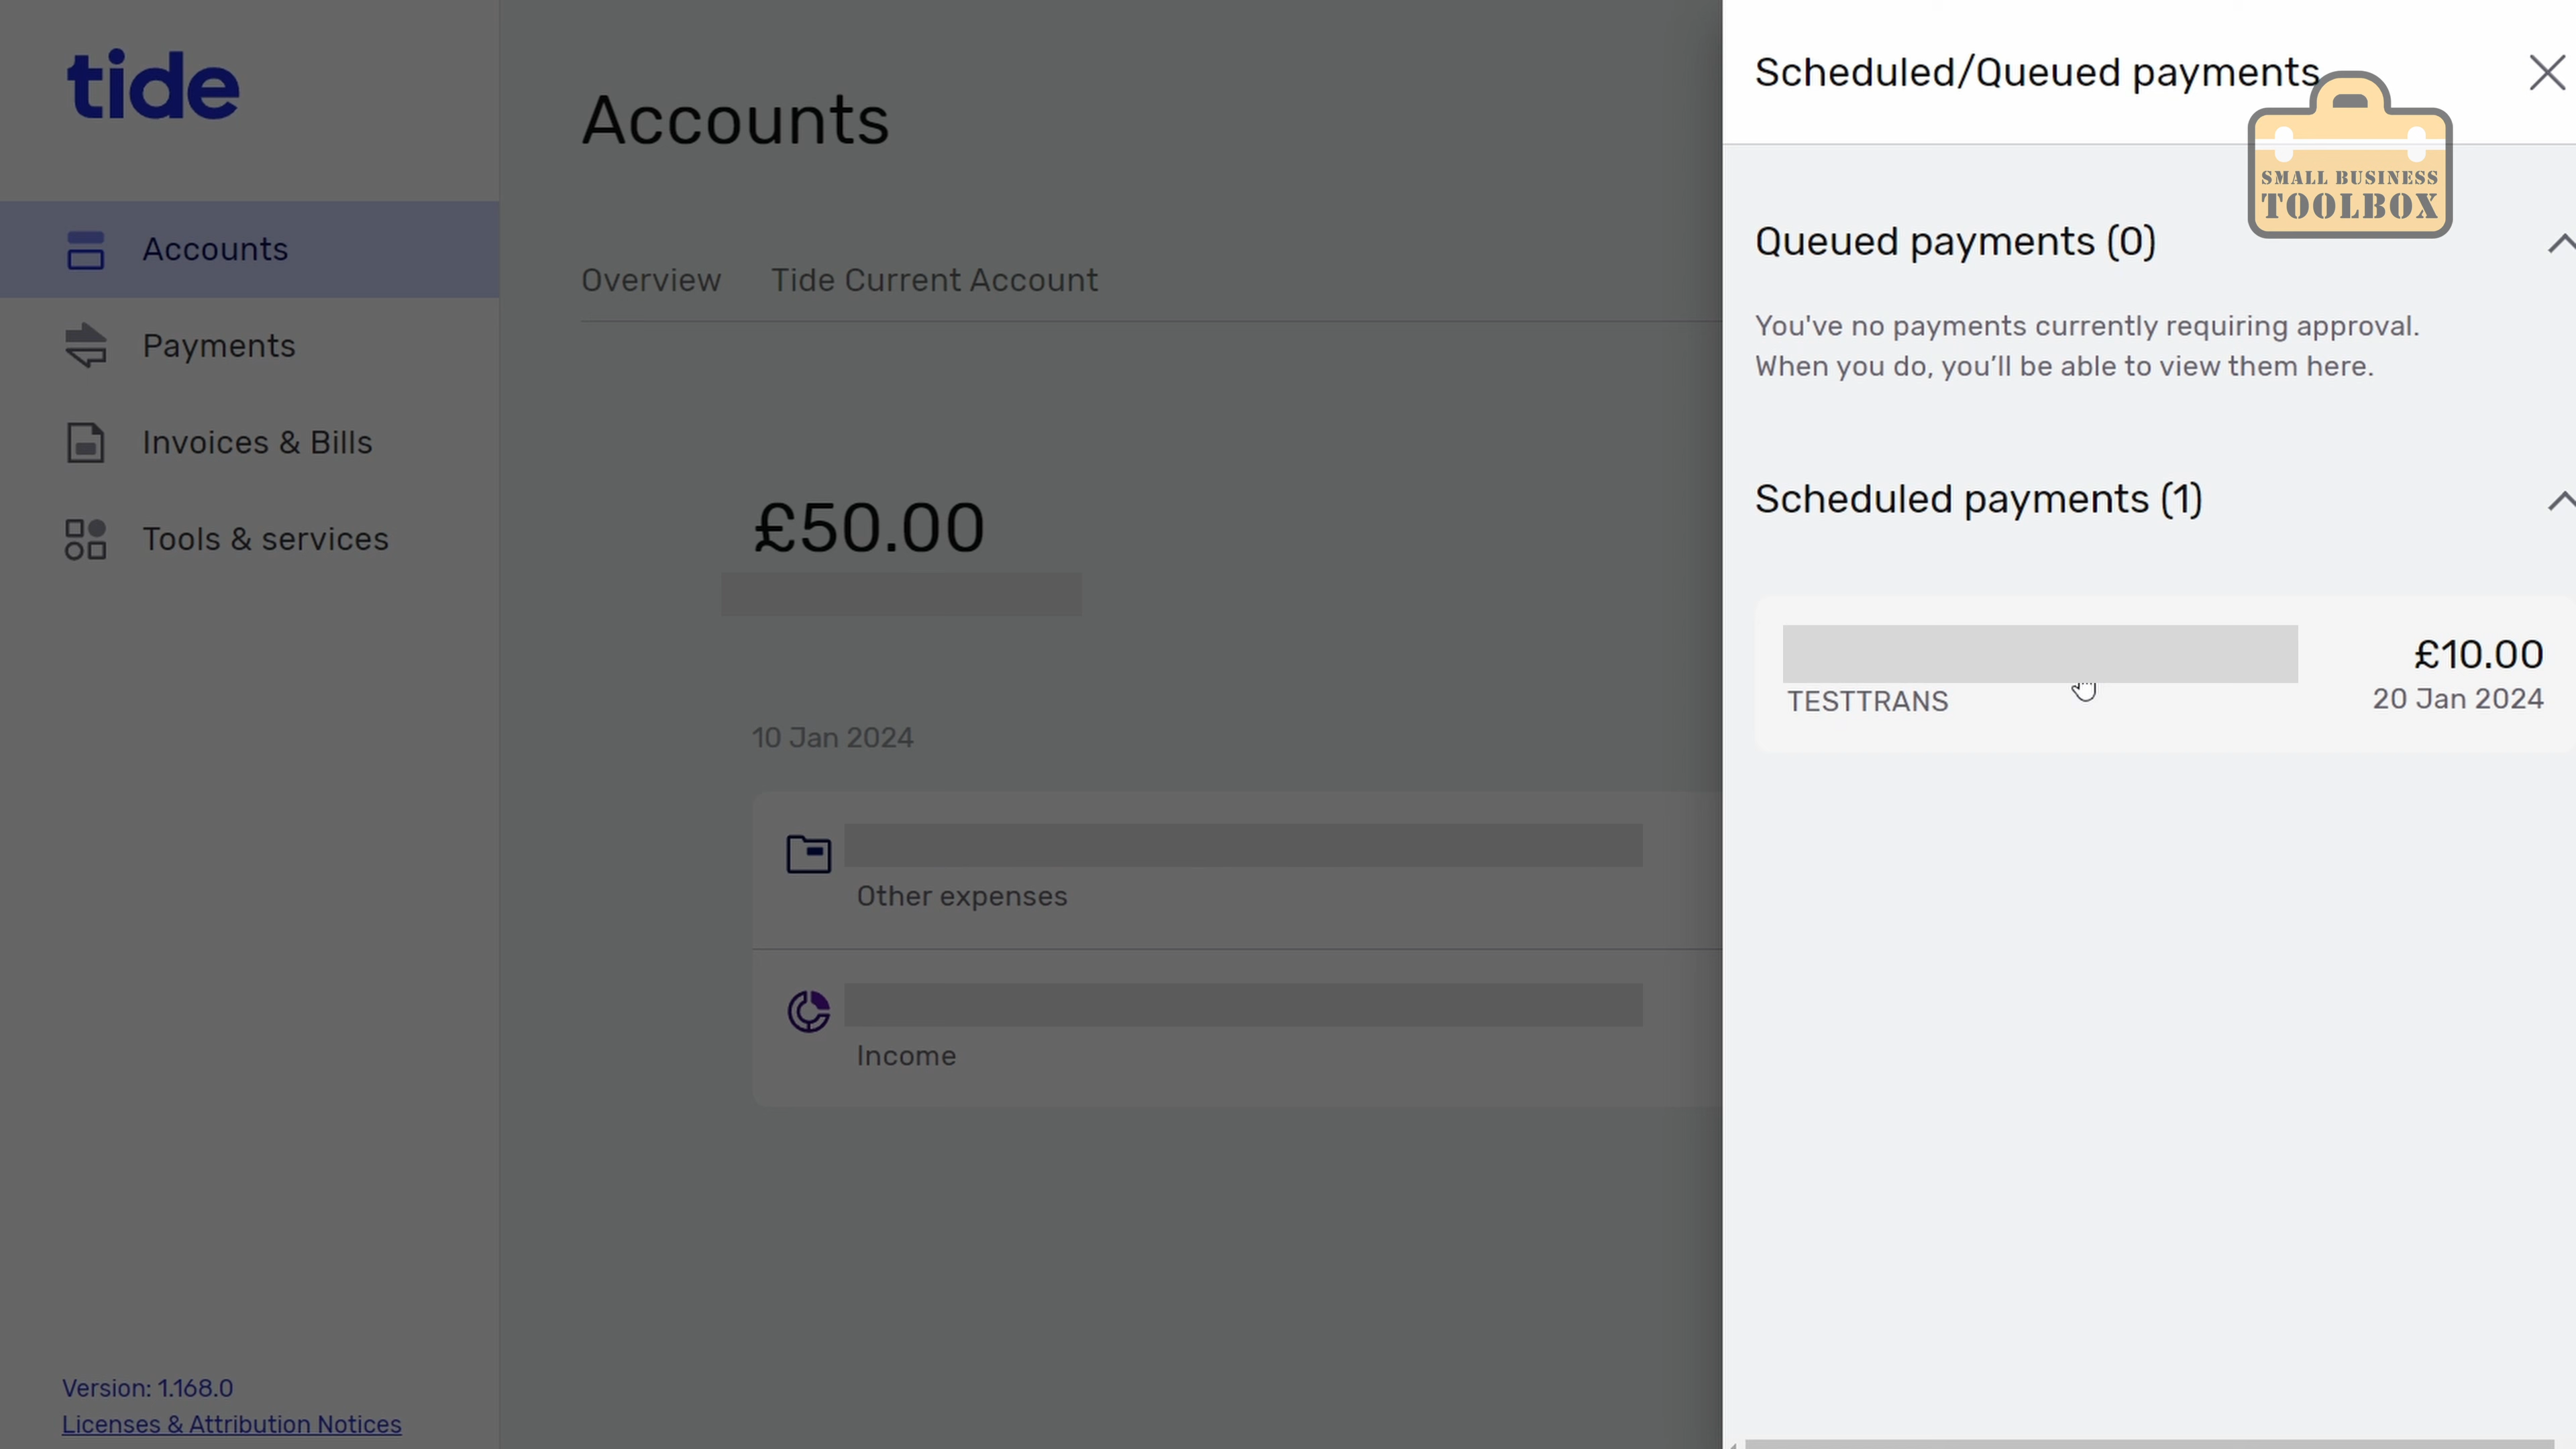 tide
Accounts
Payments
Invoices & Bills
Tools & services
Version: 1.168.0
Licenses & Attribution Notices
Accounts
Overview
Tide Current Account
£50.00
10 Jan 2024
Other expenses
Income
Scheduled/Queued payments
SMALL BUSINESS
TOOLBOX
Queued payments (0)
You've no payments currently requiring approval.
When you do, you’ll be able to view them here.
Scheduled payments (1)
£10.00
TESTTRANS
20 Jan 2024